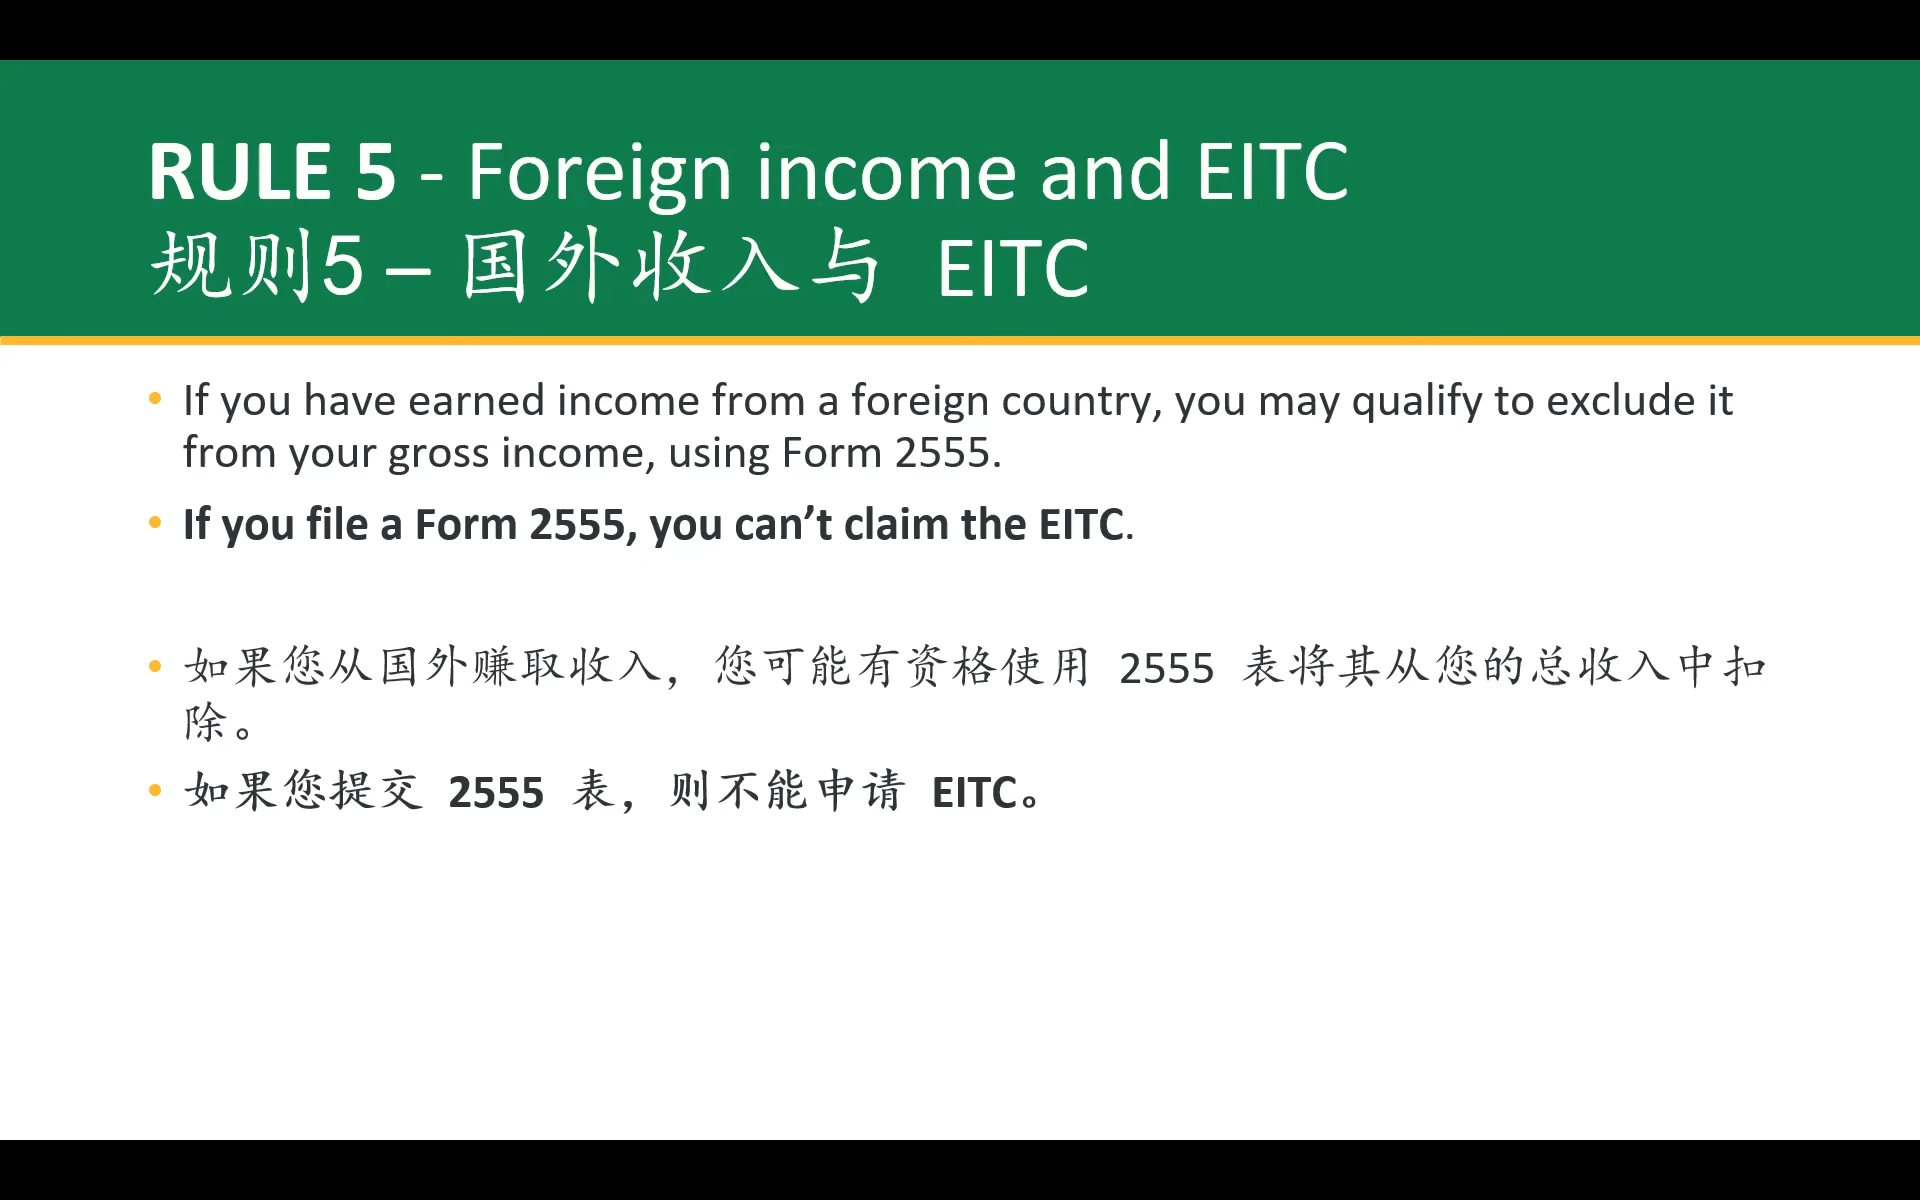 RULE 5 - Foreign income and EITC
规则5 – 国外收入与 EITC
• If you have earned income from a foreign country, you may qualify to exclude it
from your gross income, using Form 2555.
• If you file a Form 2555, you can’t claim the EITC.
• 如果您从国外赚取收入，您可能有资格使用 2555 表将其从您的总收入中扣
除。
• 如果您提交 2555 表，则不能申请 EITC。